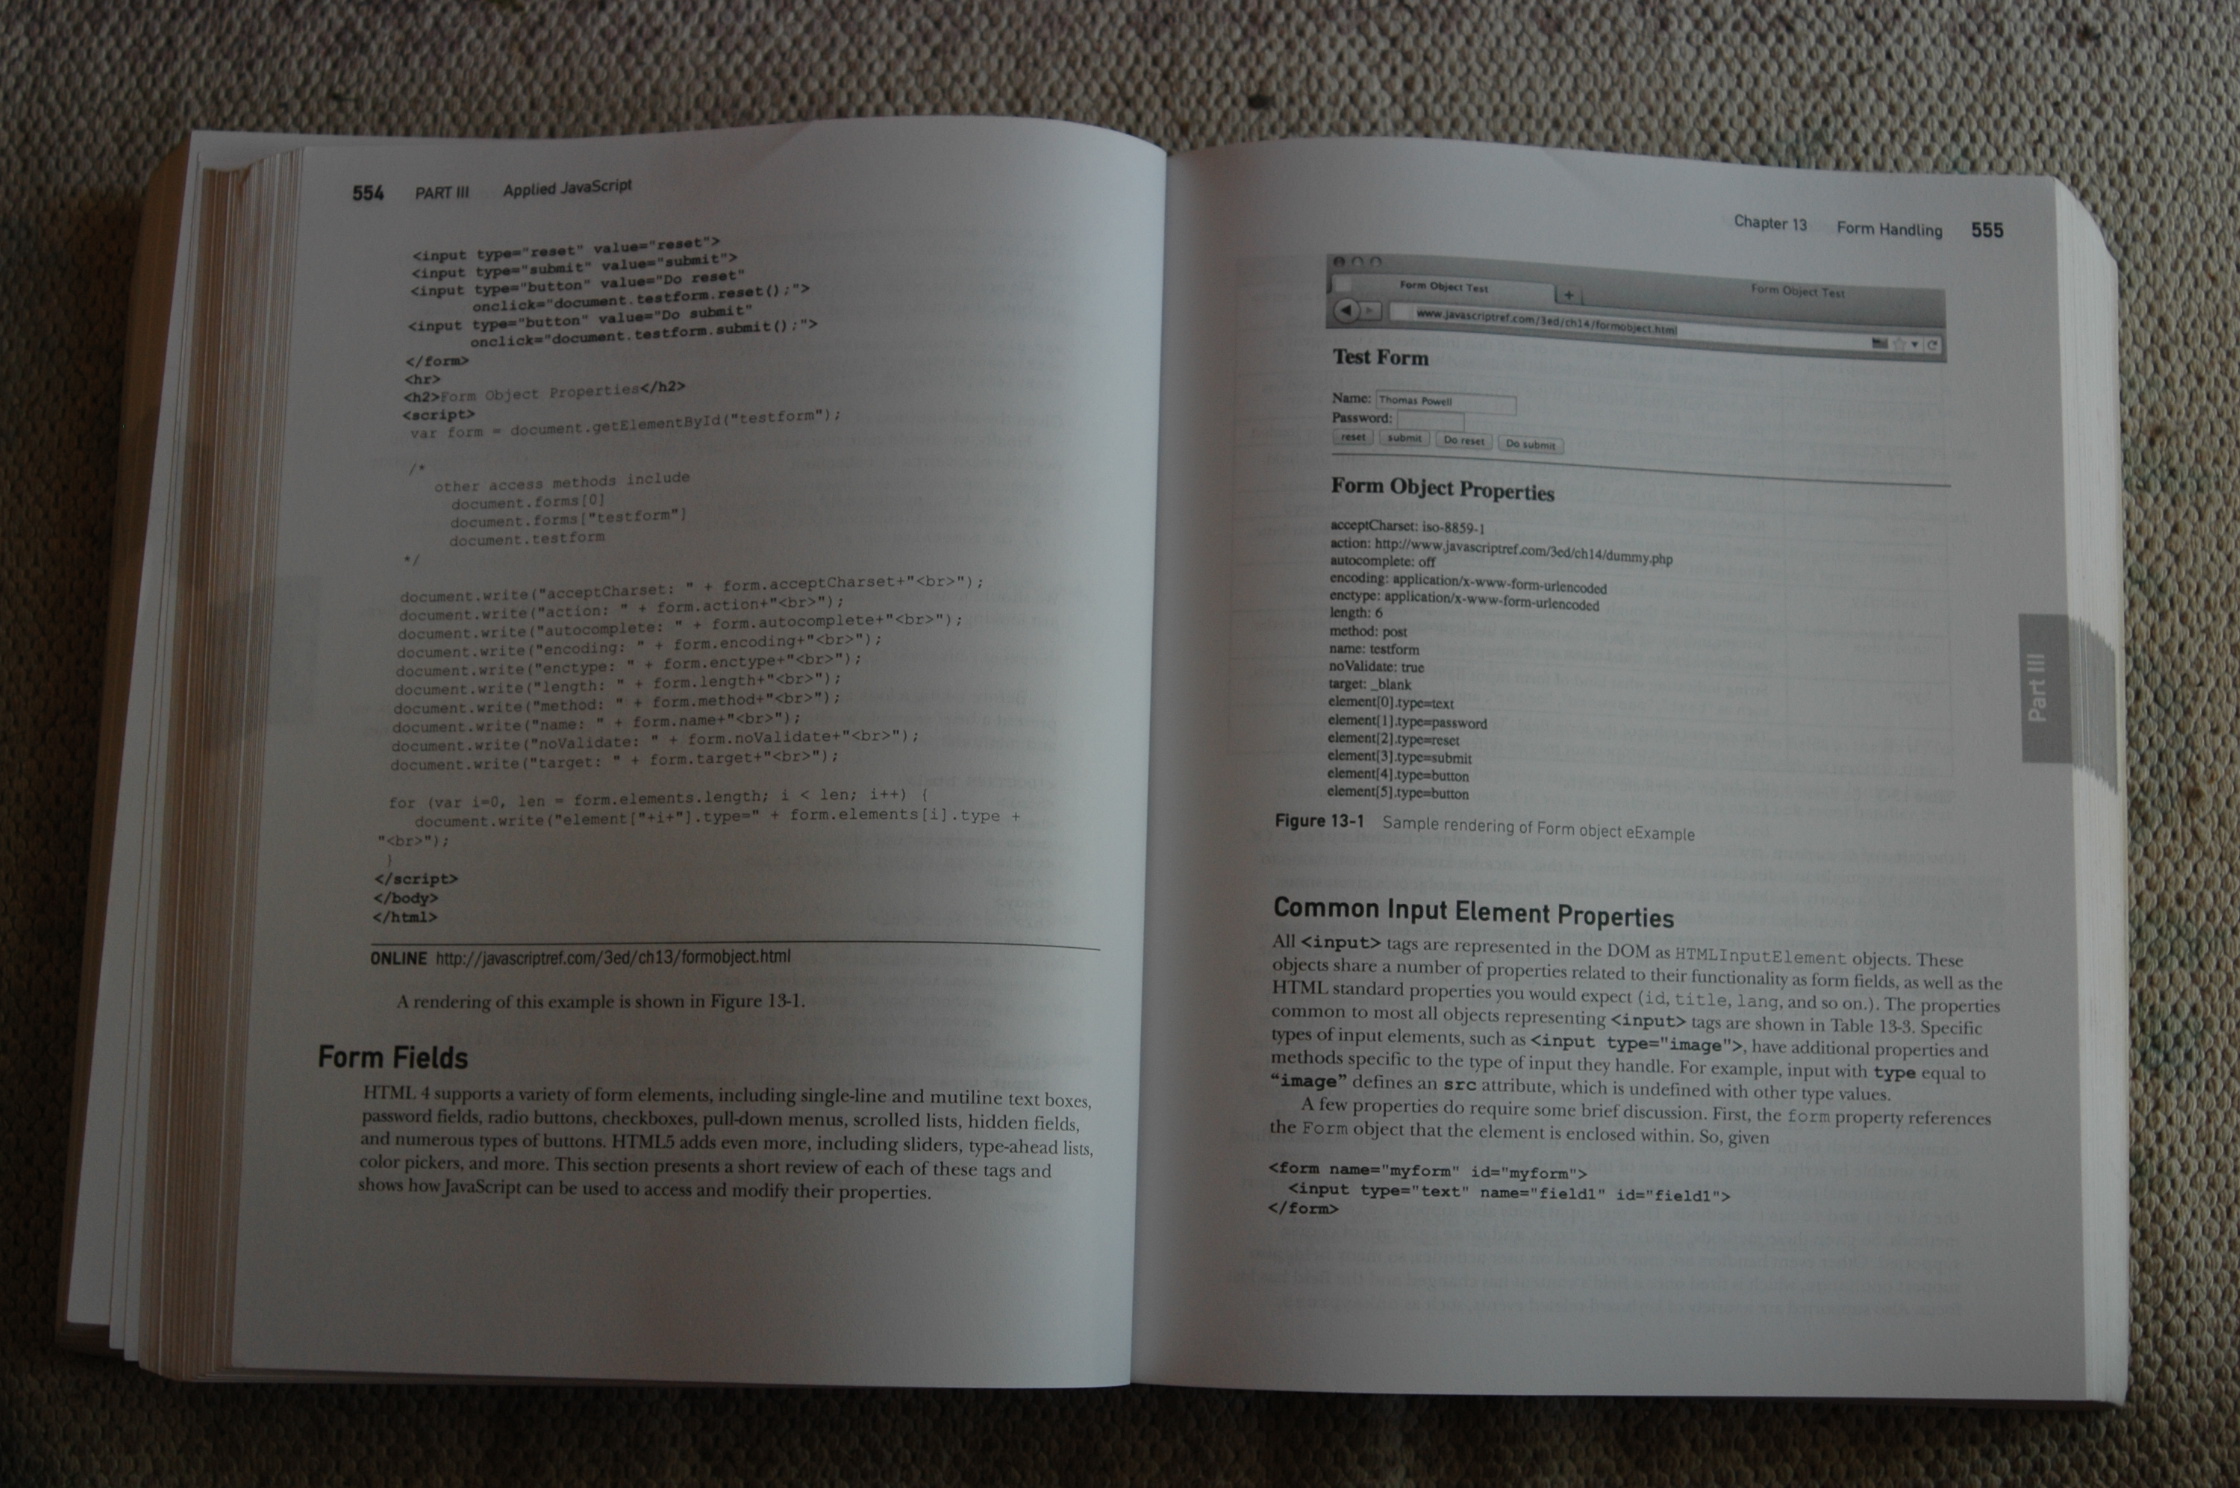 554 PART III Applied JavaScript
<input type="reset" value="reset">
<input type="submit" value="submit">
<input type="button" value="Do reset"
onclick="document.testform.reset();">
<input type="button" value="Do submit"
onclick="document.testform.submit();">
</form>
<hr>
<h2>Form Object Properties</h2>
<script>
var form = document.getElementById("testform");
/*
other access methods include
document.forms[0]
document.forms["testform"]
document.testform
*/
document.write("acceptCharset: " + form.acceptCharset+"<br>");
document.write("action: " + form.action+"<br>");
document.write("autocomplete: " + form.autocomplete+"<br>");
document.write("encoding: " + form.encoding+"<br>");
document.write("enctype: " + form.enctype+"<br>");
document.write("length: " + form.length+"<br>");
document.write("method: " + form.method+"<br>");
document.write("name: " + form.name+"<br>");
document.write("noValidate: " + form.noValidate+"<br>");
document.write("target: " + form.target+"<br>");
for (var i=0, len = form.elements.length; i < len; i++) {
document.write("element["+i+"].type=" + form.elements[i].type +
"<br>");
}
</script>
</body>
</html>
ONLINE http://javascriptref.com/3ed/ch13/formobject.html
A rendering of this example is shown in Figure 13-1.
Form Fields
HTML 4 supports a variety of form elements, including single-line and mutiline text boxes,
password fields, radio buttons, checkboxes, pull-down menus, scrolled lists, hidden fields,
and numerous types of buttons. HTML5 adds even more, including sliders, type-ahead lists,
color pickers, and more. This section presents a short review of each of these tags and
shows how JavaScript can be used to access and modify their properties.
Chapter 13 Form Handling 555
Form Object Test
Form Object Test +
www.javascriptref.com/3ed/ch14/formobject.html
Test Form
Name: Thomas Powell
Password:
reset submit Do reset Do submit
Form Object Properties
acceptCharset: iso-8859-1
action: http://www.javascriptref.com/3ed/ch14/dummy.php
autocomplete: off
encoding: application/x-www-form-urlencoded
enctype: application/x-www-form-urlencoded
length: 6
method: post
name: testform
noValidate: true
target: _blank
element[0].type=text
element[1].type=password
element[2].type=reset
element[3].type=submit
element[4].type=button
element[5].type=button
Figure 13-1 Sample rendering of Form object eExample
Part III
Common Input Element Properties
All <input> tags are represented in the DOM as HTMLInputElement objects. These
objects share a number of properties related to their functionality as form fields, as well as the
HTML standard properties you would expect (id, title, lang, and so on.). The properties
common to most all objects representing <input> tags are shown in Table 13-3. Specific
types of input elements, such as <input type="image">, have additional properties and
methods specific to the type of input they handle. For example, input with type equal to
“image” defines an src attribute, which is undefined with other type values.
A few properties do require some brief discussion. First, the form property references
the Form object that the element is enclosed within. So, given
<form name="myform" id="myform">
<input type="text" name="field1" id="field1">
</form>